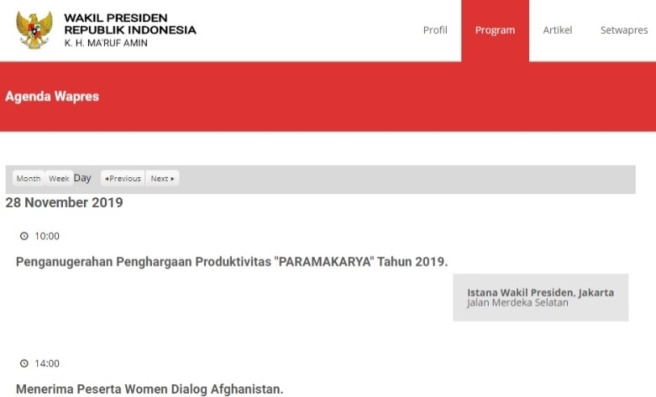 WAKIL PRESIDEN
REPUBLIK INDONESIA
K. H. MA'RUF AMIN
Profil Program Artikel Setwapres
Agenda Wapres
Month Week Day Previous Next
28 November 2019
10:00
Penganugerahan Penghargaan Produktivitas "PARAMAKARYA" Tahun 2019.
Istana Wakil Presiden, Jakarta
Jalan Merdeka Selatan
14:00
Menerima Peserta Women Dialog Afghanistan.